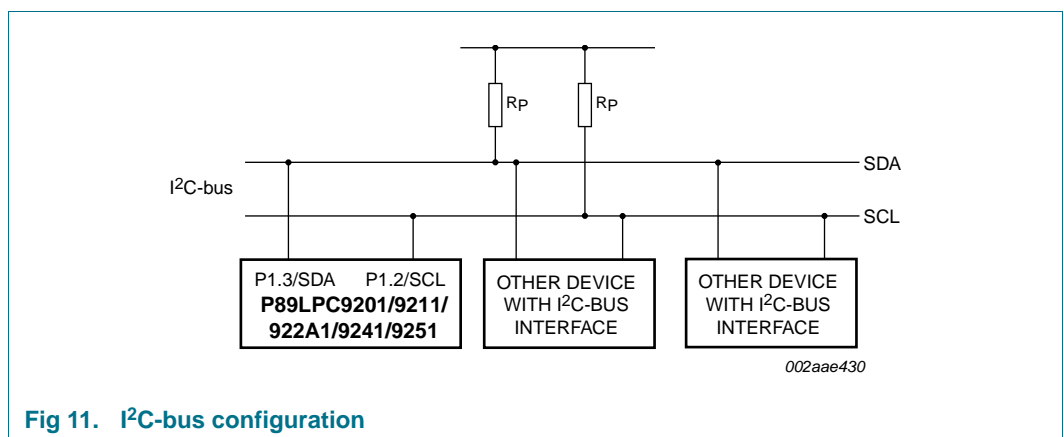 RP
RP
SDA
I2C-bus
SCL
P1.3/SDA P1.2/SCL
P89LPC9201/9211/
922A1/9241/9251
OTHER DEVICE
WITH I2C-BUS
INTERFACE
OTHER DEVICE
WITH I2C-BUS
INTERFACE
002aae430
Fig 11. I2C-bus configuration